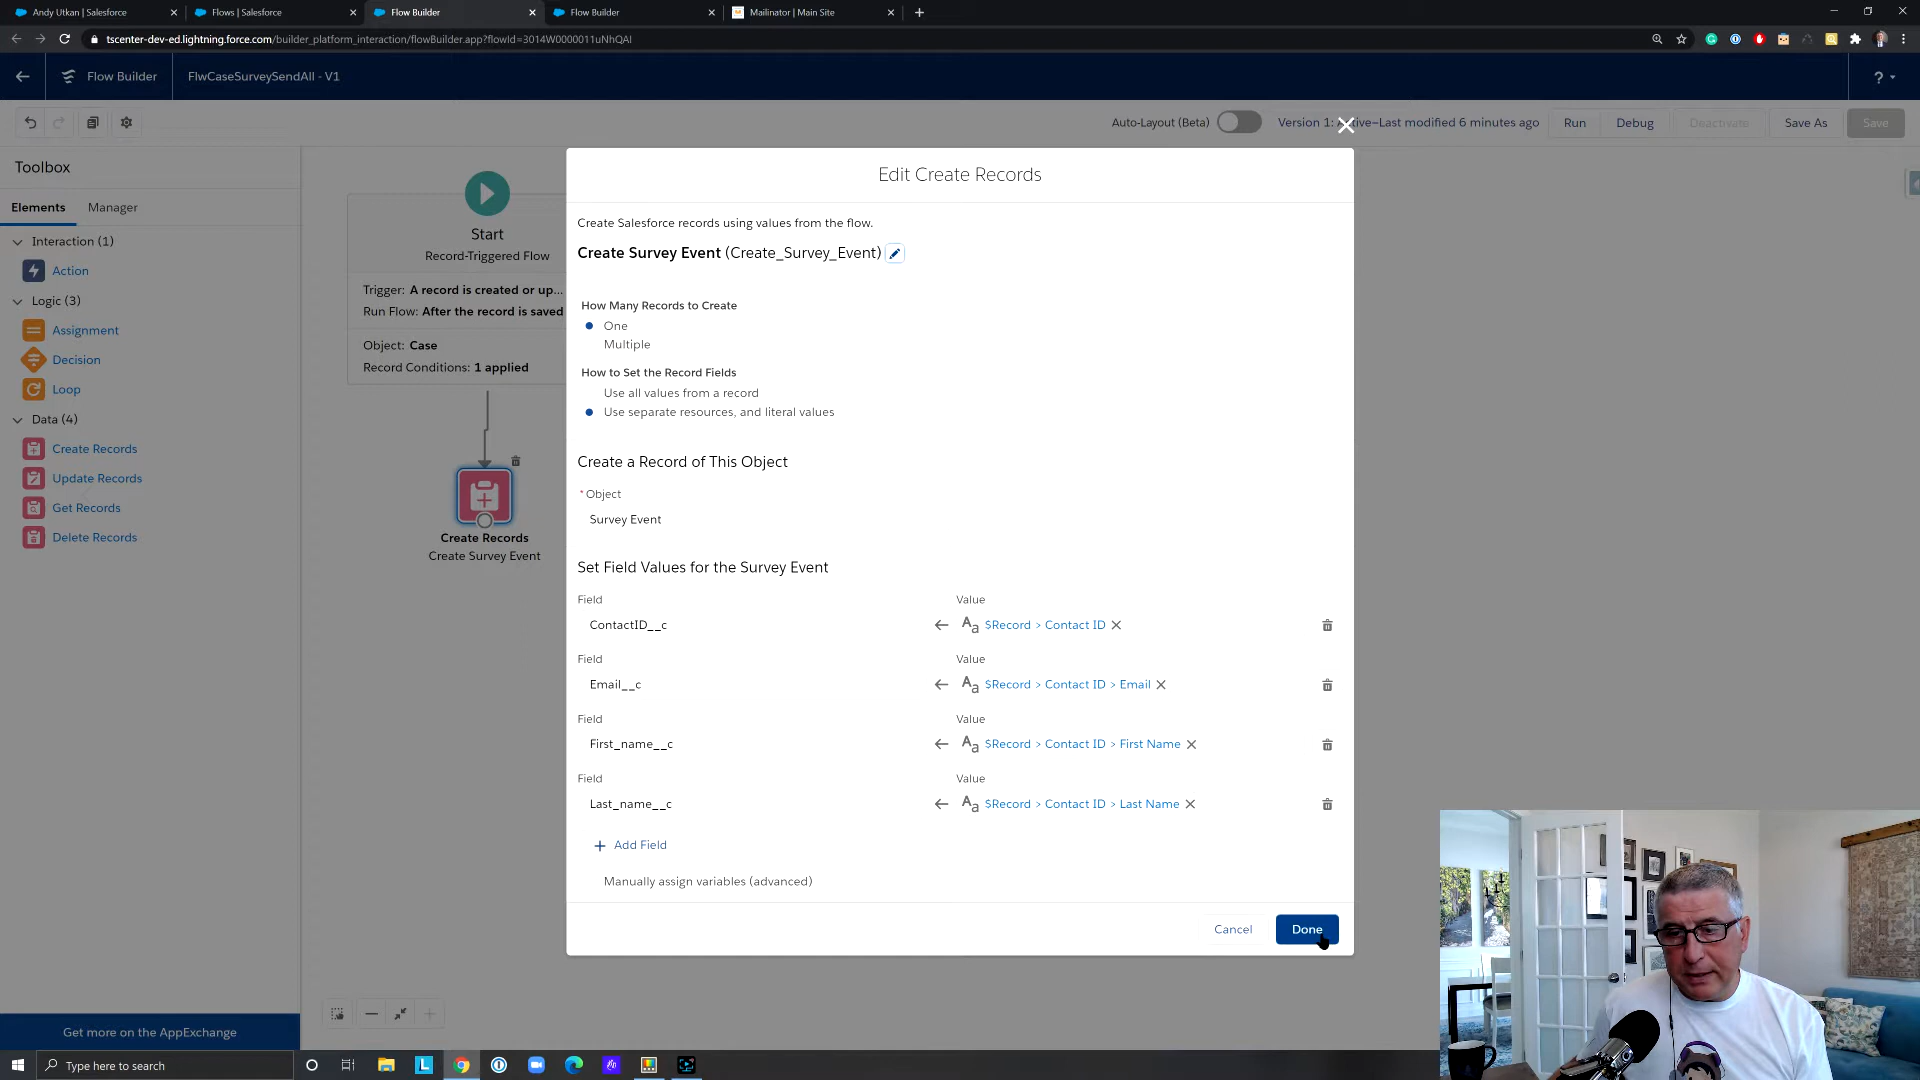 Andy Utkan | Salesforce
Flows | Salesforce
Flow Builder
Flow Builder
Mailinator | Main Site
tscenter-dev-ed.lightning.force.com/builder_platform_interaction/flowBuilder.app?flowId=3014W0000011uNhQAI
Flow Builder
FlwCaseSurveySendAll - V1
?
Auto-Layout (Beta)
Version 1: Active—Last modified 6 minutes ago
Run
Debug
Deactivate
Save As
Save
Toolbox
Elements
Manager
Interaction (1)
Action
Logic (3)
Assignment
Decision
Loop
Data (4)
Create Records
Update Records
Get Records
Delete Records
Get more on the AppExchange
Start
Record-Triggered Flow
Trigger: A record is created or up...
Run Flow: After the record is saved
Object: Case
Record Conditions: 1 applied
Create Records
Create Survey Event
Edit Create Records
Create Salesforce records using values from the flow.
Create Survey Event (Create_Survey_Event)
How Many Records to Create
One
Multiple
How to Set the Record Fields
Use all values from a record
Use separate resources, and literal values
Create a Record of This Object
* Object
Survey Event
Set Field Values for the Survey Event
Field
Value
ContactID__c
Aa $Record > Contact ID
Field
Value
Email__c
Aa $Record > Contact ID > Email
Field
Value
First_name__c
Aa $Record > Contact ID > First Name
Field
Value
Last_name__c
Aa $Record > Contact ID > Last Name
+ Add Field
Manually assign variables (advanced)
Cancel
Done
Type here to search